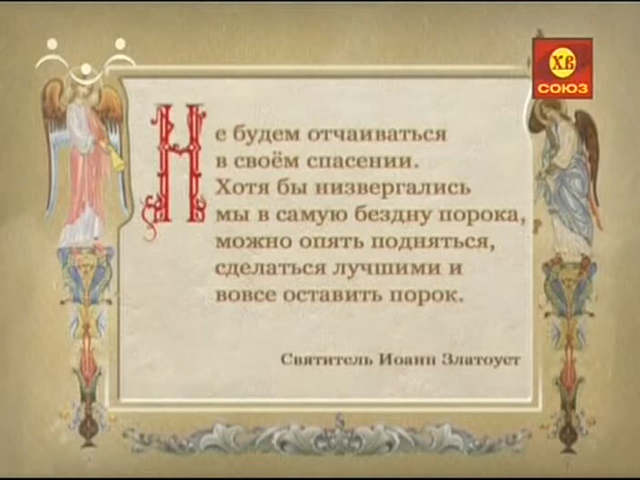 ХВ
СОЮЗ
Не будем отчаиваться
в своём спасении.
Хотя бы низвергались
мы в самую бездну порока,
можно опять подняться,
сделаться лучшими и
вовсе оставить порок.
Святитель Иоанн Златоуст